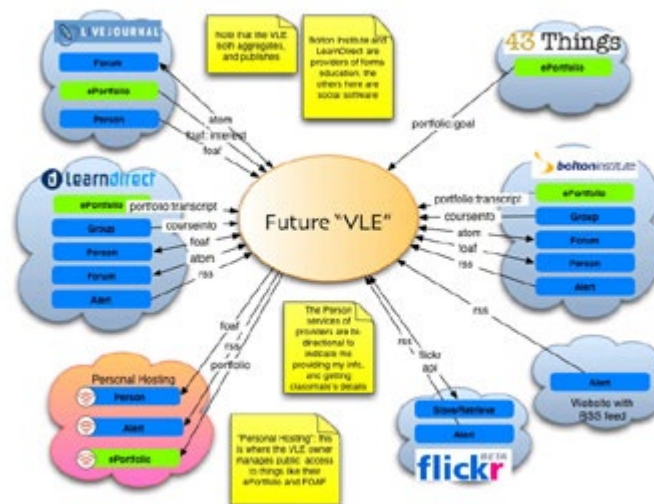 LIVEJOURNAL
Forum
ePortfolio
Person
Note that the VLE
both aggregates,
and publishes
Bolton Institute and
LearnDirect are
providers of formal
education; the
others here are
social software
43 Things
ePortfolio
atom
foaf: interest
foaf
portfolio:goal
learndirect
ePortfolio
Group
Person
Forum
Alert
portfolio:transcript
courseinfo
foaf
atom
rss
Future "VLE"
boltoninstitute
ePortfolio
Group
Forum
Person
Alert
portfolio:transcript
courseinfo
atom
foaf
rss
foaf
rss
portfolio
The Person
services of
providers are bi-
directional to
indicate me
providing my info,
and getting
classmate's details
rss
flickr
api
rss
Personal Hosting
Person
Alert
ePortfolio
"Personal Hosting": this
is where the VLE owner
manages public access
to things like their
ePortfolio and FOAF
Store/Retrieve
Alert
flickr
BETA
Alert
Website with
RSS feed